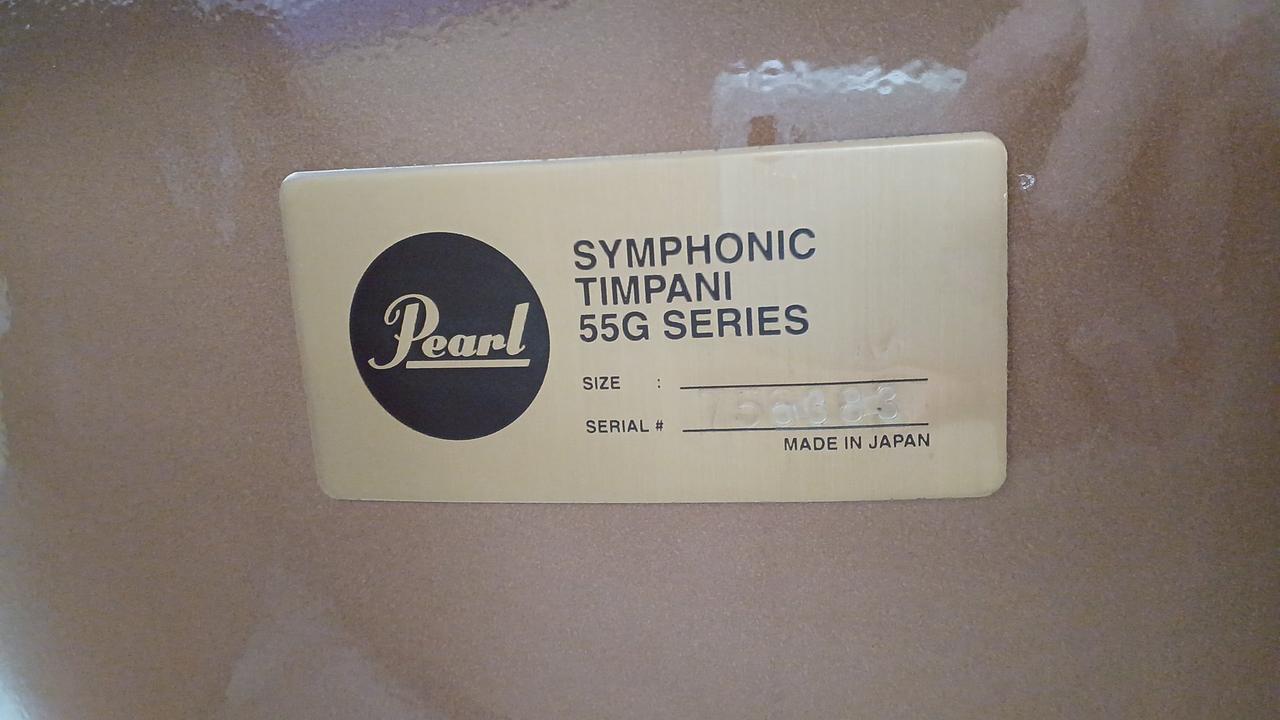 Pearl
SYMPHONIC
TIMPANI
55G SERIES
SIZE :
SERIAL #
MADE IN JAPAN